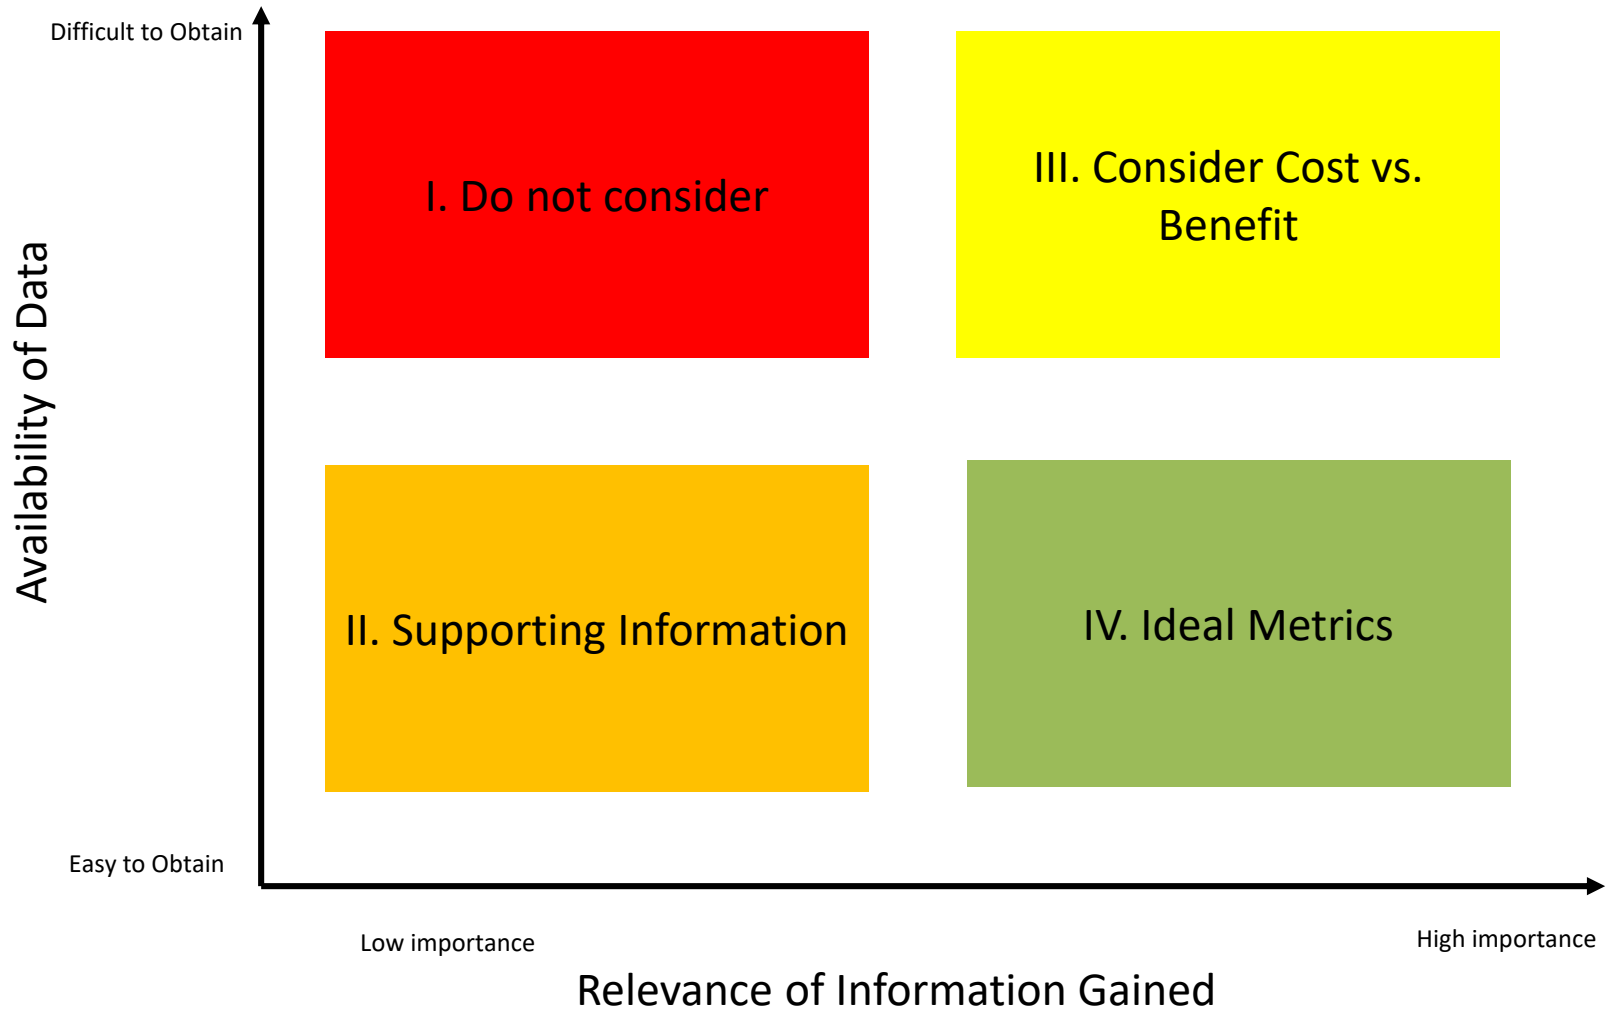 Difficult to Obtain
I. Do not consider
III. Consider Cost vs.
Benefit
Availability of Data
II. Supporting Information
IV. Ideal Metrics
Easy to Obtain
Low importance
High importance
Relevance of Information Gained